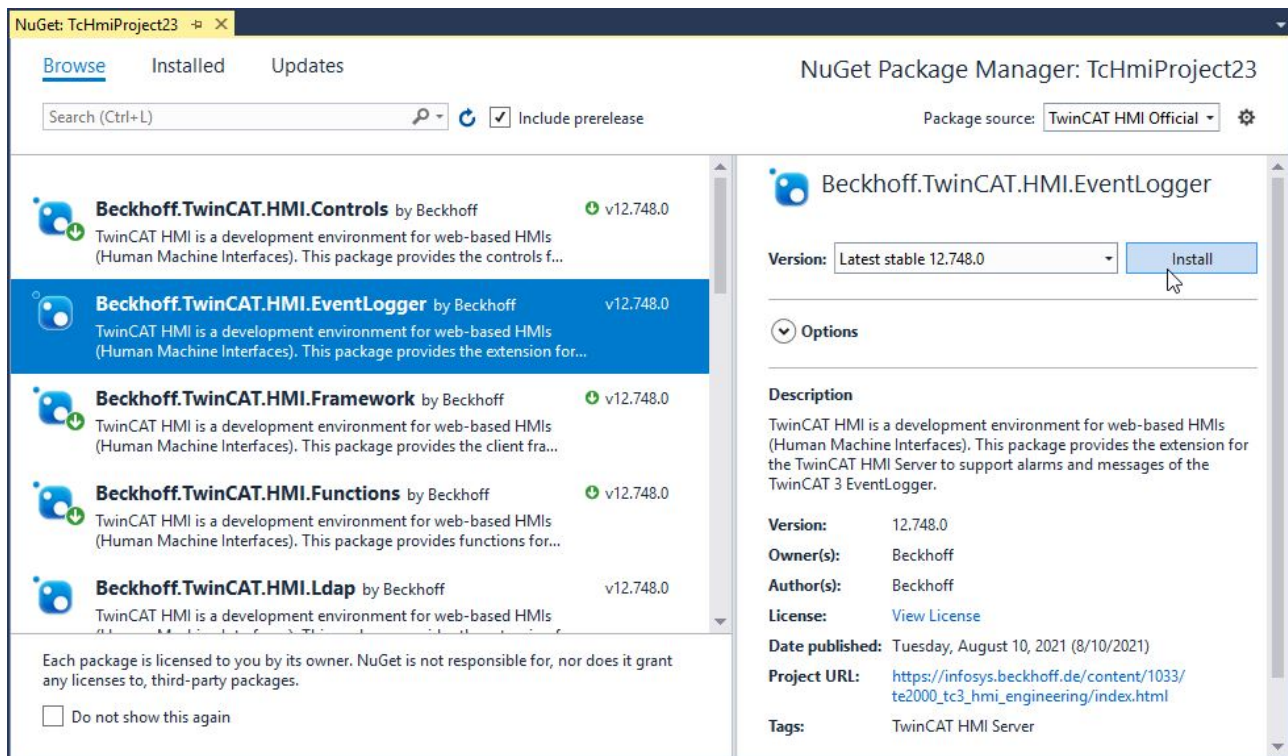 NuGet: TcHmiProject23
Browse Installed Updates
NuGet Package Manager: TcHmiProject23
Search (Ctrl+L)
Include prerelease
Package source: TwinCAT HMI Official
Beckhoff.TwinCAT.HMI.Controls by Beckhoff v12.748.0
TwinCAT HMI is a development environment for web-based HMIs
(Human Machine Interfaces). This package provides the controls f...
Beckhoff.TwinCAT.HMI.EventLogger by Beckhoff v12.748.0
TwinCAT HMI is a development environment for web-based HMIs
(Human Machine Interfaces). This package provides the extension for...
Beckhoff.TwinCAT.HMI.Framework by Beckhoff v12.748.0
TwinCAT HMI is a development environment for web-based HMIs
(Human Machine Interfaces). This package provides the client fra...
Beckhoff.TwinCAT.HMI.Functions by Beckhoff v12.748.0
TwinCAT HMI is a development environment for web-based HMIs
(Human Machine Interfaces). This package provides functions for...
Beckhoff.TwinCAT.HMI.Ldap by Beckhoff v12.748.0
TwinCAT HMI is a development environment for web-based HMIs
Each package is licensed to you by its owner. NuGet is not responsible for, nor does it grant
any licenses to, third-party packages.
Do not show this again
Beckhoff.TwinCAT.HMI.EventLogger
Version: Latest stable 12.748.0 Install
Options
Description
TwinCAT HMI is a development environment for web-based HMIs
(Human Machine Interfaces). This package provides the extension for
the TwinCAT HMI Server to support alarms and messages of the
TwinCAT 3 EventLogger.
Version: 12.748.0
Owner(s): Beckhoff
Author(s): Beckhoff
License: View License
Date published: Tuesday, August 10, 2021 (8/10/2021)
Project URL: https://infosys.beckhoff.de/content/1033/
te2000_tc3_hmi_engineering/index.html
Tags: TwinCAT HMI Server